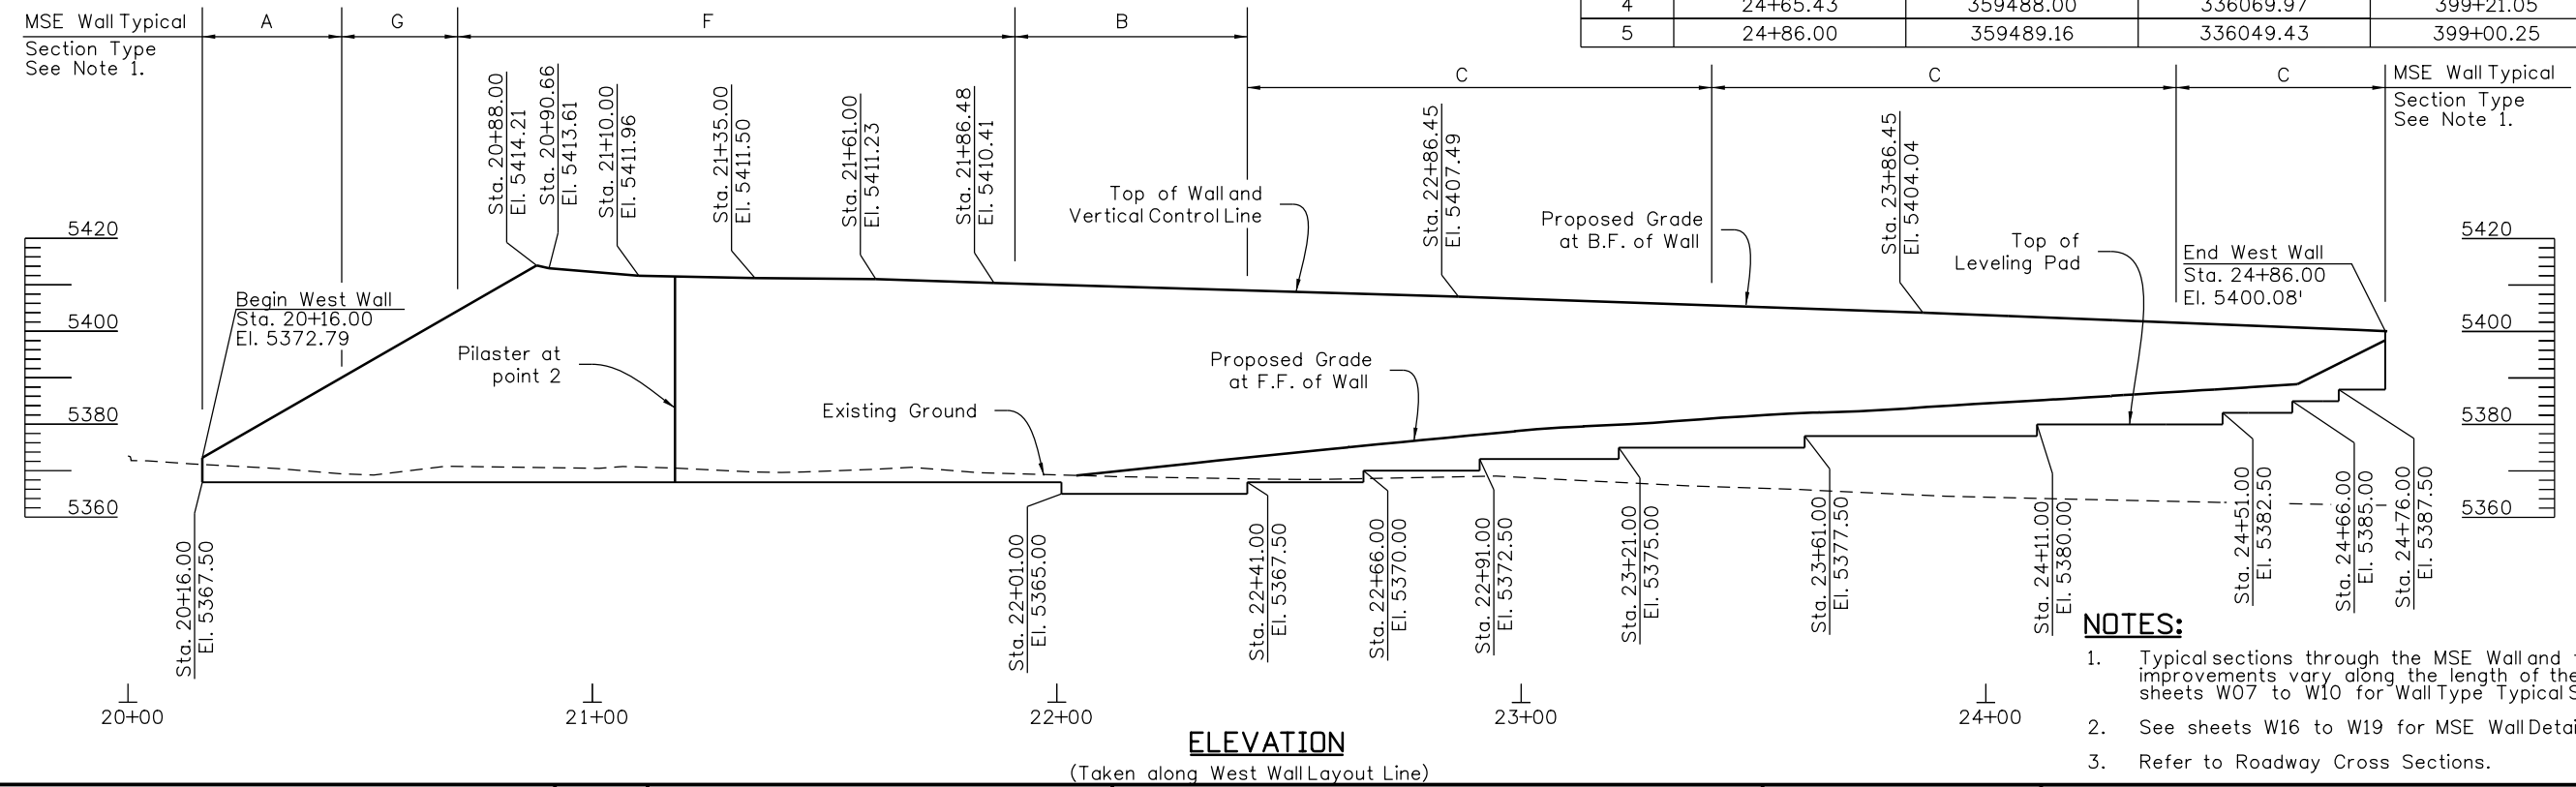 4 24+65.43 359488.00 336069.97 399+21.05
5 24+86.00 359489.16 336049.43 399+00.25
MSE Wall Typical
Section Type
See Note 1.
A G F B
C C C
MSE Wall Typical
Section Type
See Note 1.
Sta. 20+88.00
El. 5414.21
Sta. 20+90.66
El. 5413.61
Sta. 21+10.00
El. 5411.96
Sta. 21+35.00
El. 5411.50
Sta. 21+61.00
El. 5411.23
Sta. 21+86.48
El. 5410.41
Sta. 22+86.45
El. 5407.49
Sta. 23+86.45
El. 5404.04
Top of Wall and
Vertical Control Line
Proposed Grade
at B.F. of Wall
Top of
Leveling Pad
End West Wall
Sta. 24+86.00
El. 5400.08'
5420
5400
5380
5360
Begin West Wall
Sta. 20+16.00
El. 5372.79
Pilaster at
point 2
Existing Ground
Proposed Grade
at F.F. of Wall
5420
5400
5380
5360
Sta. 20+16.00
El. 5367.50
Sta. 22+01.00
El. 5365.00
Sta. 22+41.00
El. 5367.50
Sta. 22+66.00
El. 5370.00
Sta. 22+91.00
El. 5372.50
Sta. 23+21.00
El. 5375.00
Sta. 23+61.00
El. 5377.50
Sta. 24+11.00
El. 5380.00
Sta. 24+51.00
El. 5382.50
Sta. 24+66.00
El. 5385.00
Sta. 24+76.00
El. 5387.50
20+00 21+00 22+00 23+00 24+00
ELEVATION
(Taken along West Wall Layout Line)
NOTES:
1. Typical sections through the MSE Wall and
improvements vary along the length of the
sheets W07 to W10 for Wall Type Typical
2. See sheets W16 to W19 for MSE Wall
3. Refer to Roadway Cross Sections.